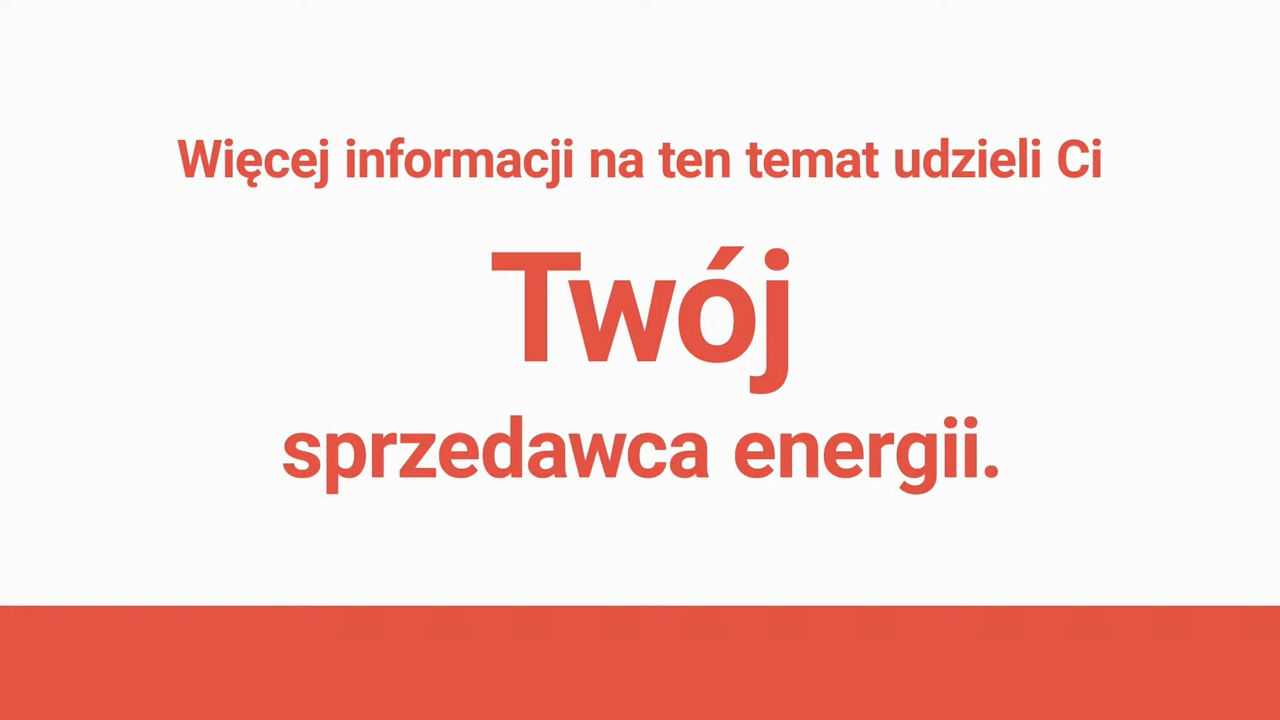 Więcej informacji na ten temat udzieli Ci
Twój
sprzedawca energii.